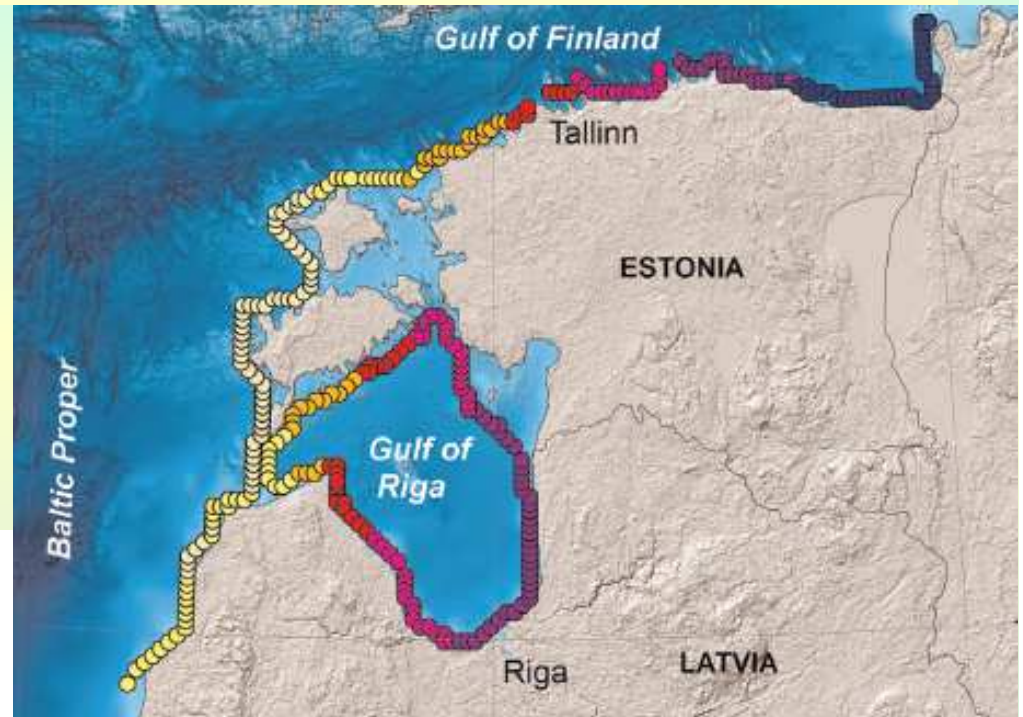 Gulf of Finland
Tallinn
ESTONIA
Baltic Proper
Gulf of
Riga
Riga
LATVIA